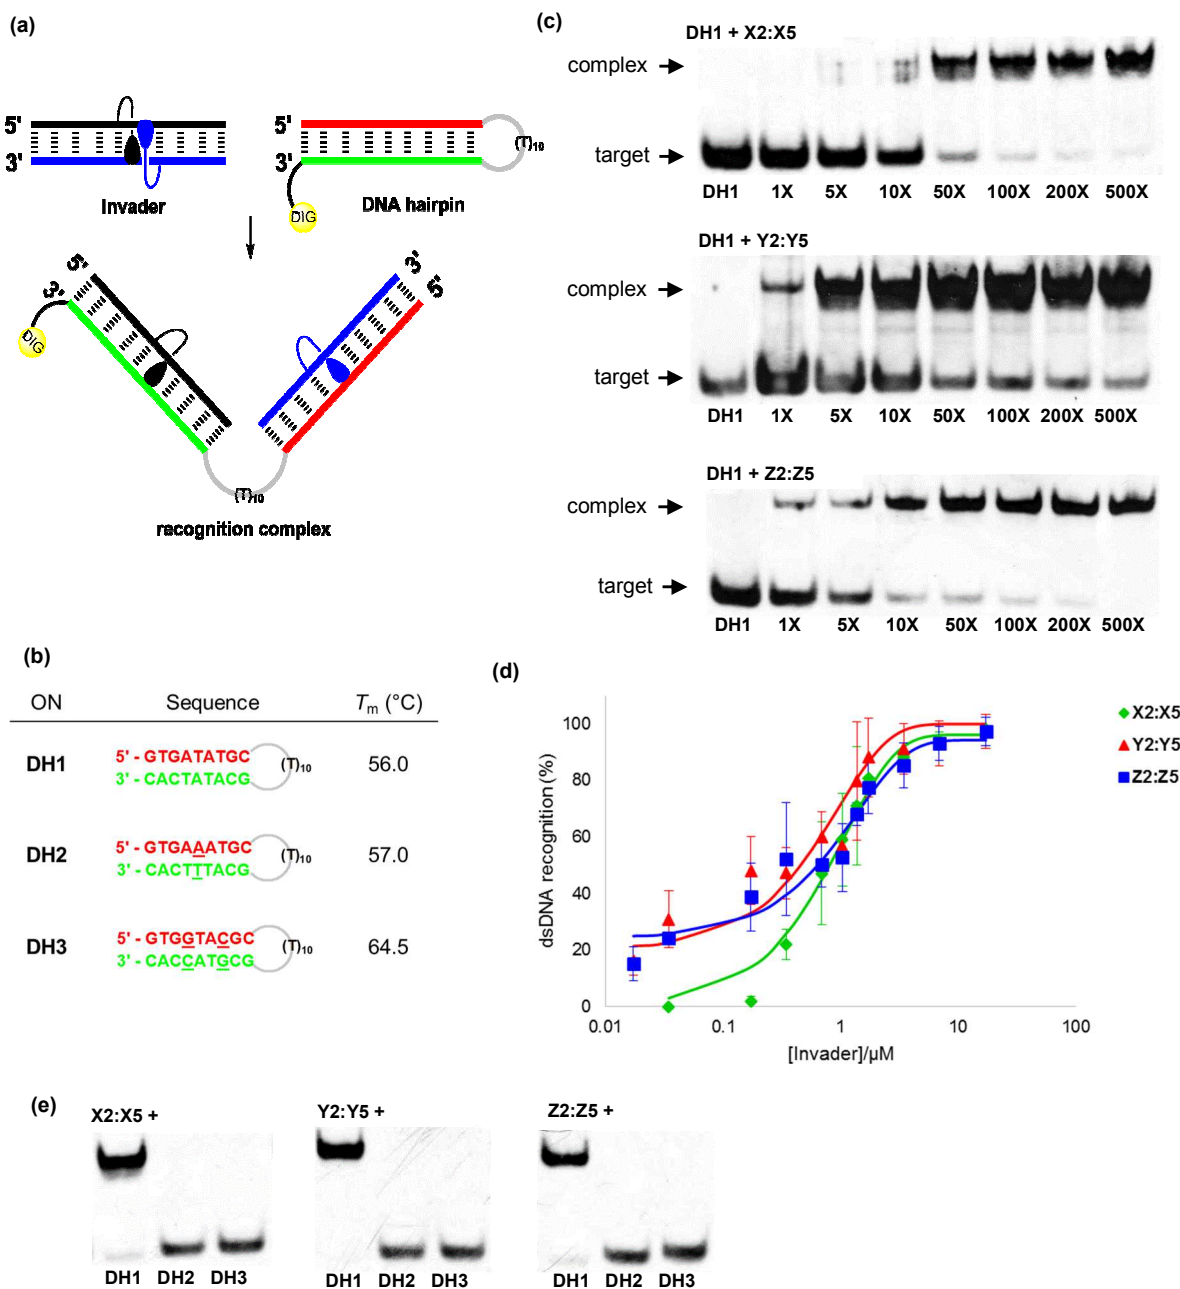 (a)
5'
3'
Invader
5'
3'
(T)10
DIG
DNA hairpin
5'
3'
DIG
3'
5'
(T)10
recognition complex
(b)
ON Sequence Tm (°C)
DH1 5' - GTGATATGC (T)10 56.0
3' - CACTATACG
DH2 5' - GTGAAATGC (T)10 57.0
3' - CACTTTACG
DH3 5' - GTGGTACGC (T)10 64.5
3' - CACCATGCG
(c)
DH1 + X2:X5
complex
target
DH1 1X 5X 10X 50X 100X 200X 500X
DH1 + Y2:Y5
complex
target
DH1 1X 5X 10X 50X 100X 200X 500X
DH1 + Z2:Z5
complex
target
DH1 1X 5X 10X 50X 100X 200X 500X
(d)
dsDNA recognition (%)
100
80
60
40
20
0
0.01 0.1 1 10 100
[Invader]/µM
X2:X5
Y2:Y5
Z2:Z5
(e)
X2:X5 +
DH1 DH2 DH3
Y2:Y5 +
DH1 DH2 DH3
Z2:Z5 +
DH1 DH2 DH3